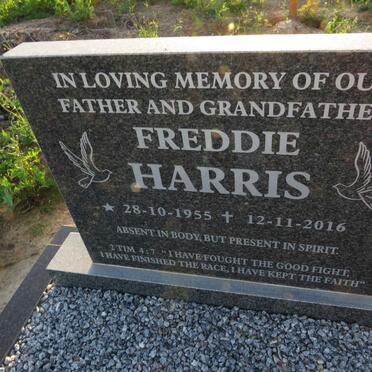 IN LOVING MEMORY OF OU
FATHER AND GRANDFATHE
FREDDIE
HARRIS
★ 28-10-1955 ✝ 12-11-2016
ABSENT IN BODY, BUT PRESENT IN SPIRIT.
2 TIM 4:7 "I HAVE FOUGHT THE GOOD FIGHT,
I HAVE FINISHED THE RACE, I HAVE KEPT THE FAITH"